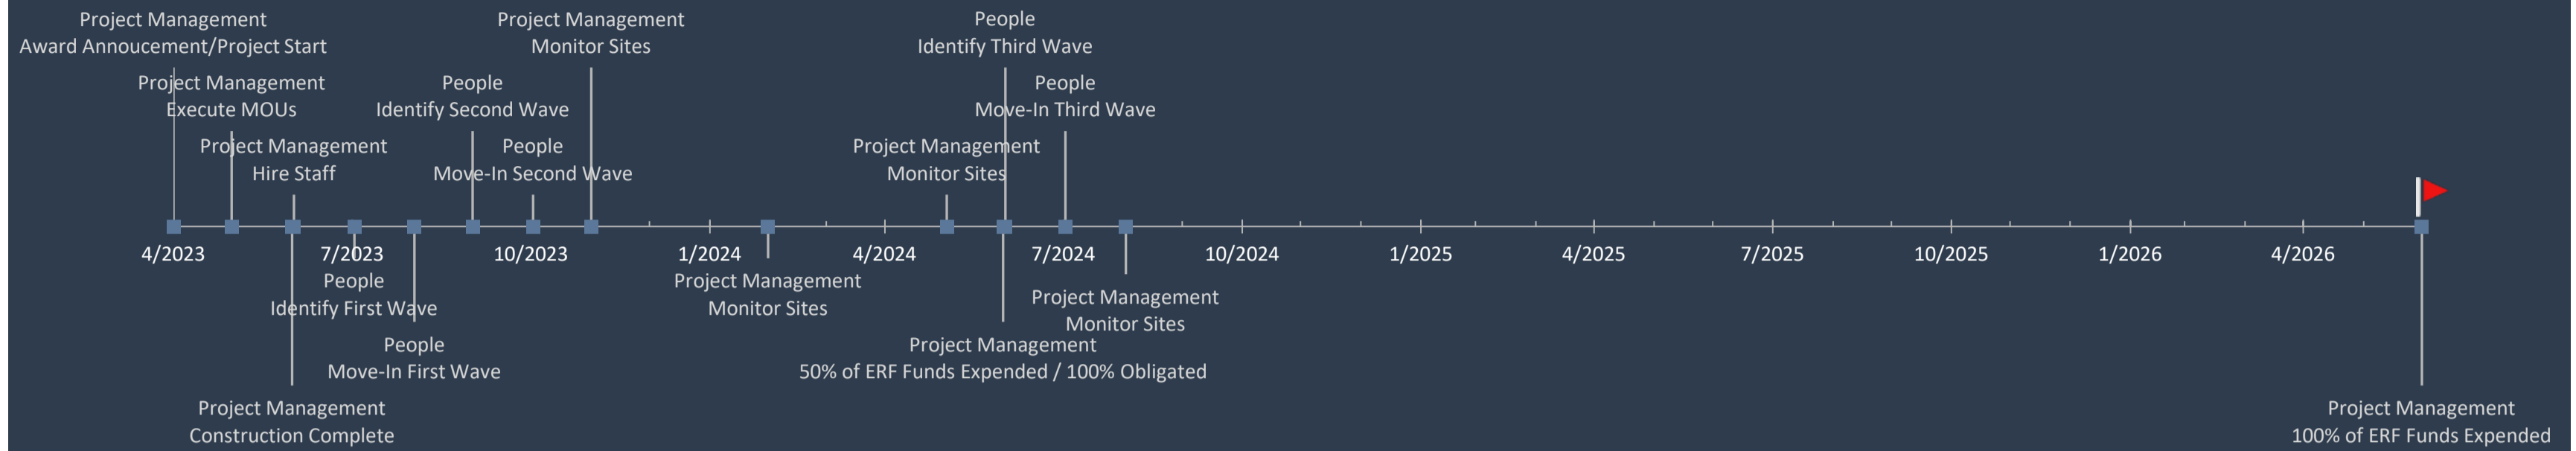 Project Management
Award Annoucement/Project Start
Project Management
Monitor Sites
People
Identify Third Wave
Project Management
Execute MOUs
People
Identify Second Wave
People
Move-In Third Wave
Project Management
Hire Staff
People
Move-In Second Wave
Project Management
Monitor Sites
4/2023
7/2023
10/2023
1/2024
4/2024
7/2024
10/2024
1/2025
4/2025
7/2025
10/2025
1/2026
4/2026
People
Identify First Wave
Project Management
Monitor Sites
Project Management
Monitor Sites
People
Move-In First Wave
Project Management
50% of ERF Funds Expended / 100% Obligated
Project Management
Construction Complete
Project Management
100% of ERF Funds Expended